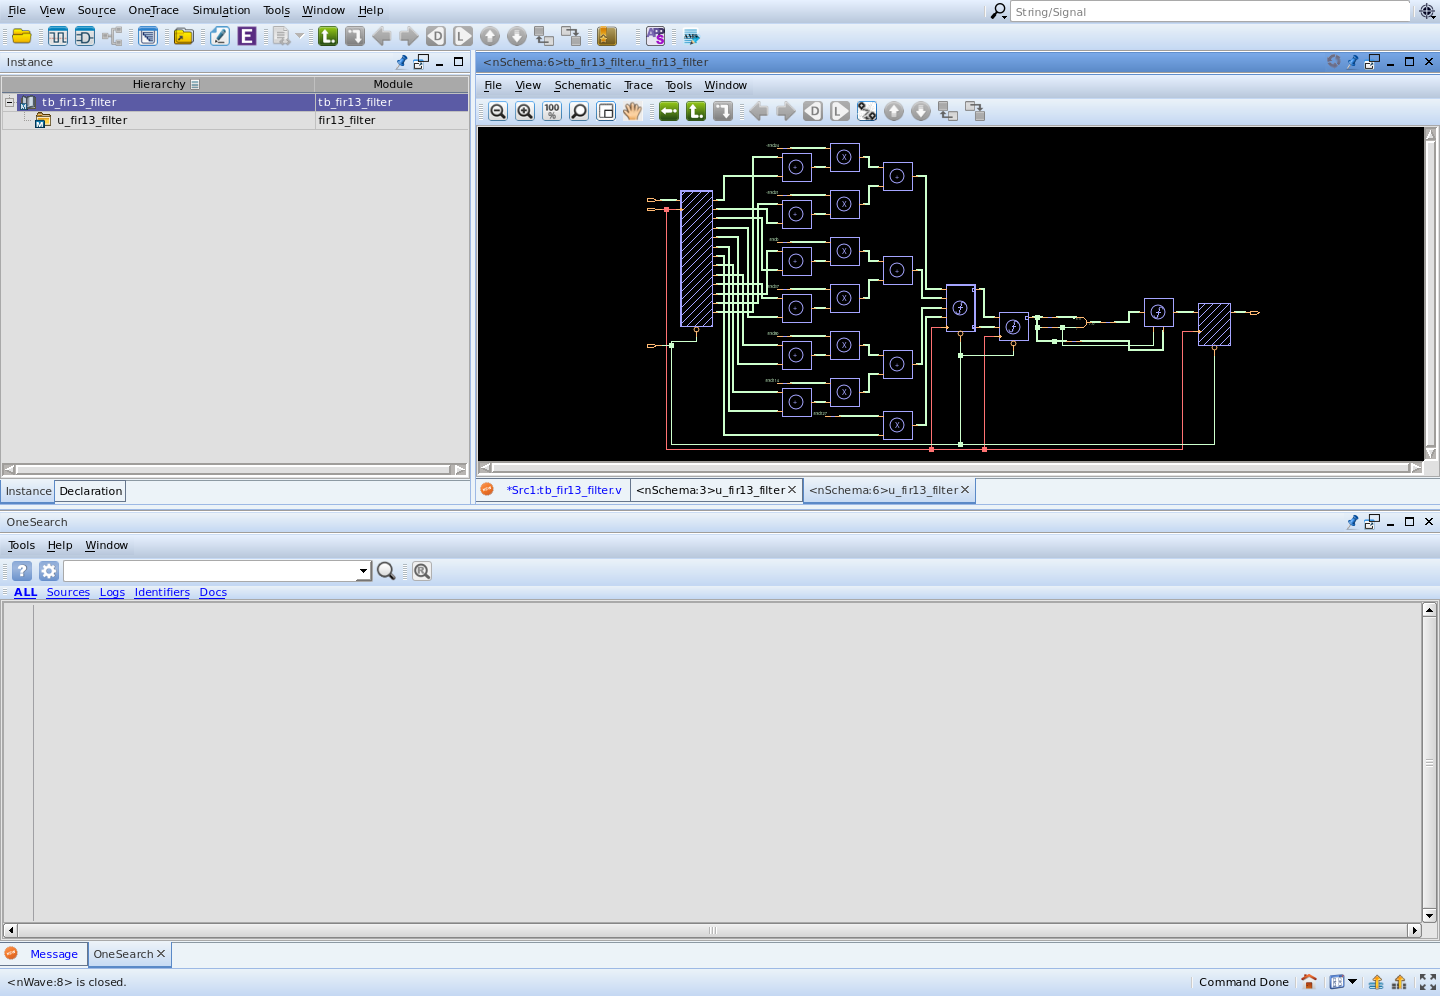 File View Source OneTrace Simulation Tools Window Help
String/Signal
Instance
<nSchema:6>tb_fir13_filter.u_fir13_filter
Hierarchy Module
tb_fir13_filter tb_fir13_filter
u_fir13_filter fir13_filter
File View Schematic Trace Tools Window
100 %
Instance Declaration
*Src1:tb_fir13_filter.v <nSchema:3>u_fir13_filter <nSchema:6>u_fir13_filter
OneSearch
Tools Help Window
ALL Sources Logs Identifiers Docs
Message OneSearch
<nWave:8> is closed.
Command Done